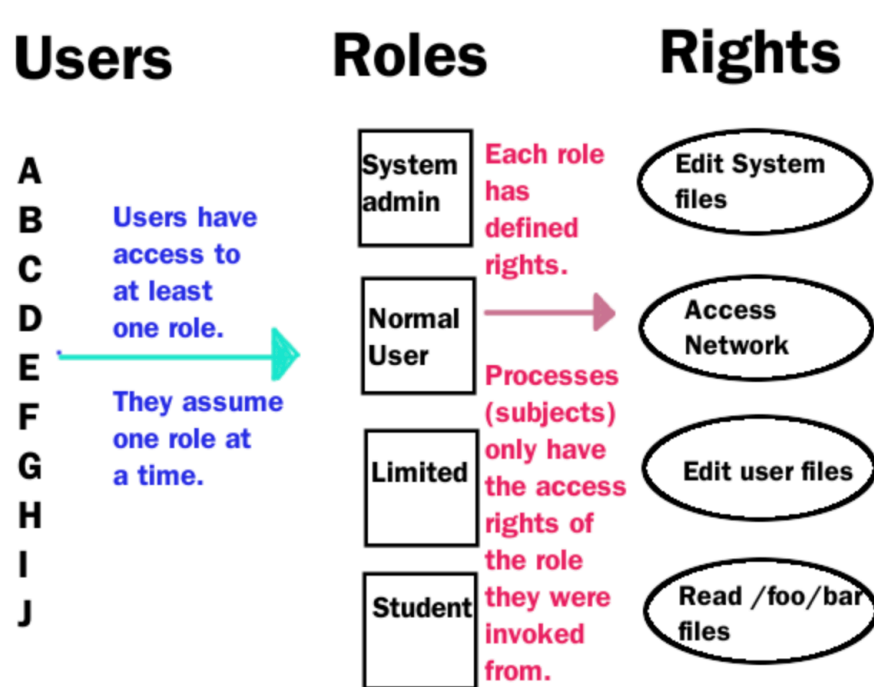 Users
Roles
Rights
A
B
C
D
E
F
G
H
I
J
Users have
access to
at least
one role.
They assume
one role at
a time.
System
admin
Normal
User
Limited
Student
Each role
has
defined
rights.
Processes
(subjects)
only have
the access
rights of
the role
they were
invoked
from.
Edit System
files
Access
Network
Edit user files
Read /foo/bar
files